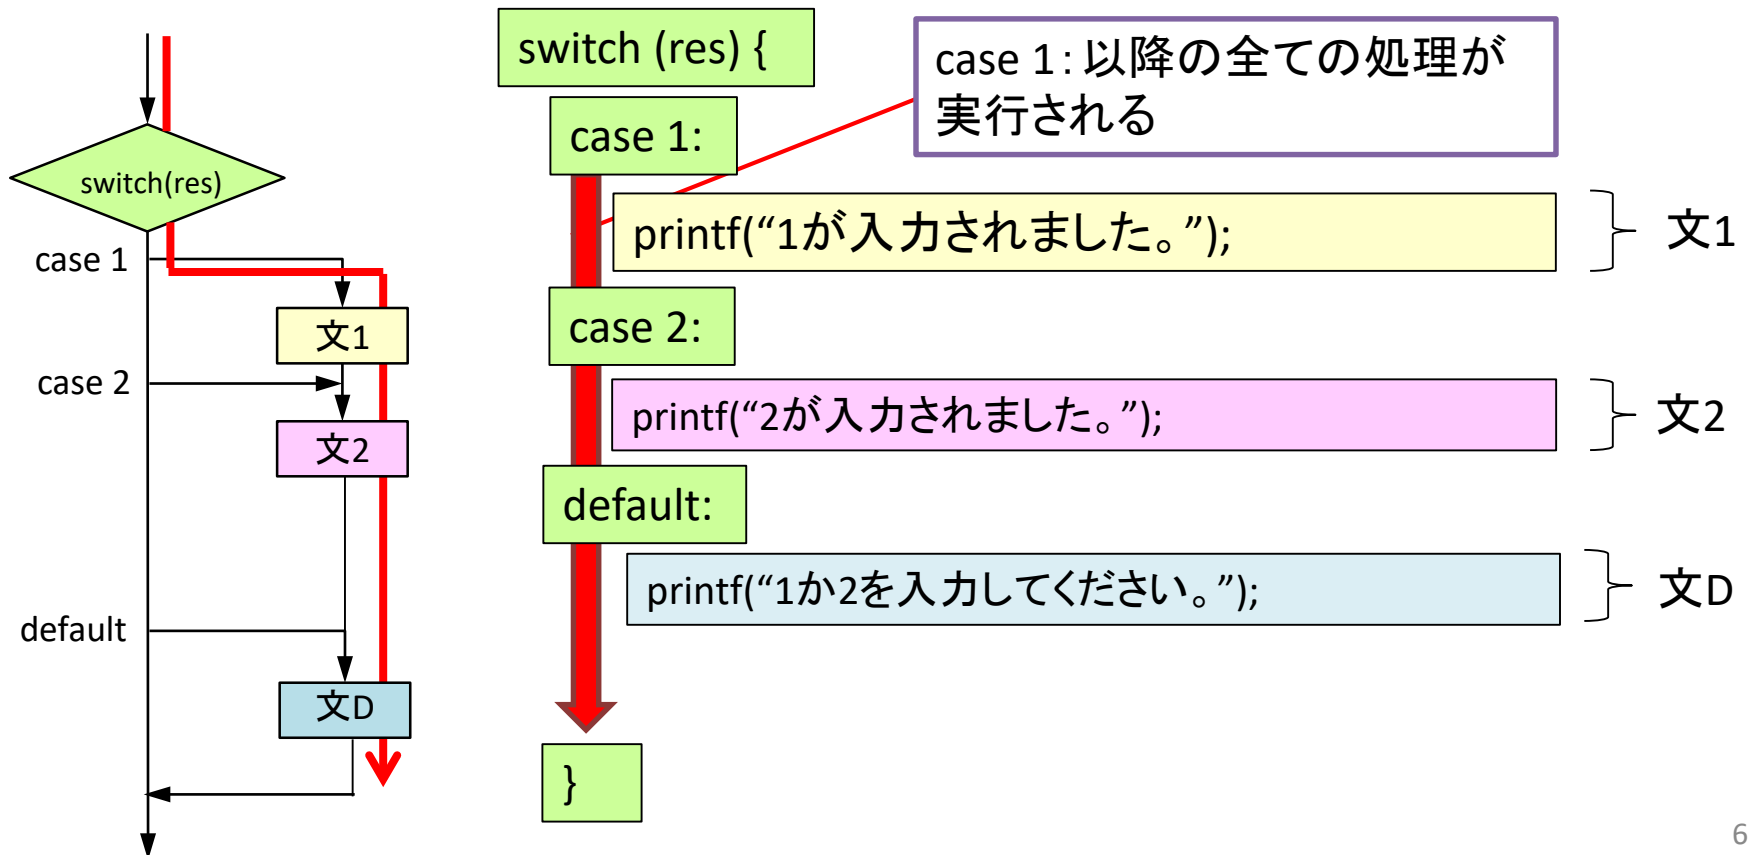 switch(res)
case 1
文1
case 2
文2
default
文D
switch (res) {
case 1:以降の全ての処理が
実行される
case 1:
printf(“1が入力されました。”);
文1
case 2:
printf(“2が入力されました。”);
文2
default:
printf(“1か2を入力してください。”);
文D
}
6